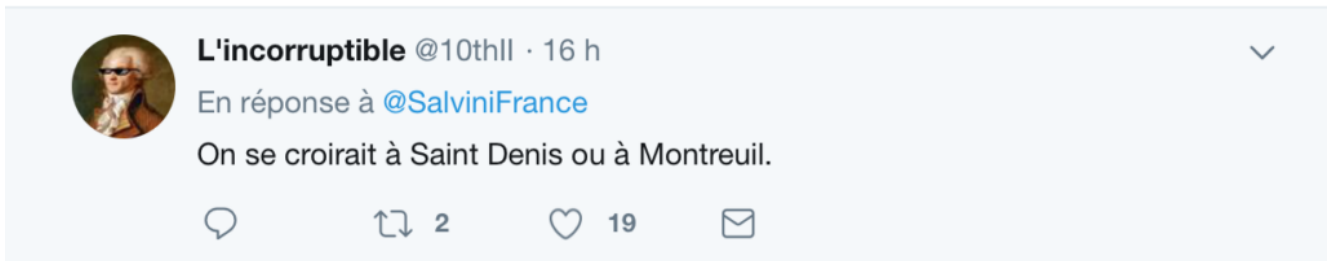 L'incorruptible @10thll · 16 h
En réponse à @SalviniFrance
On se croirait à Saint Denis ou à Montreuil.
2 19